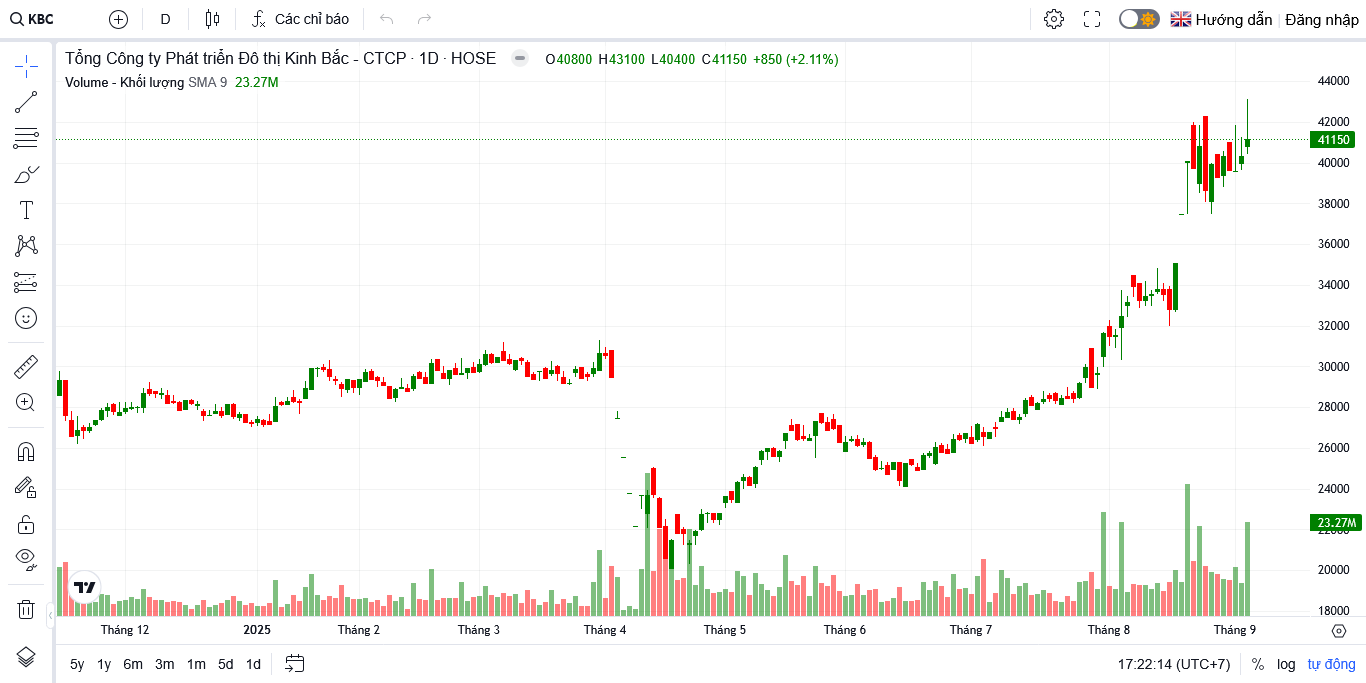 KBC D Các chỉ báo Hướng dẫn Đăng nhập
Tổng Công ty Phát triển Đô thị Kinh Bắc - CTCP · 1D · HOSE O40800 H43100 L40400 C41150 +850 (+2.11%)
Volume - Khối lượng SMA 9 23.27M
44000
42000
41150
40000
38000
36000
34000
32000
30000
28000
26000
24000
23.27M
22000
20000
18000
Tháng 12 2025 Tháng 2 Tháng 3 Tháng 4 Tháng 5 Tháng 6 Tháng 7 Tháng 8 Tháng 9
5y 1y 6m 3m 1m 5d 1d 17:22:14 (UTC+7) % log tự động